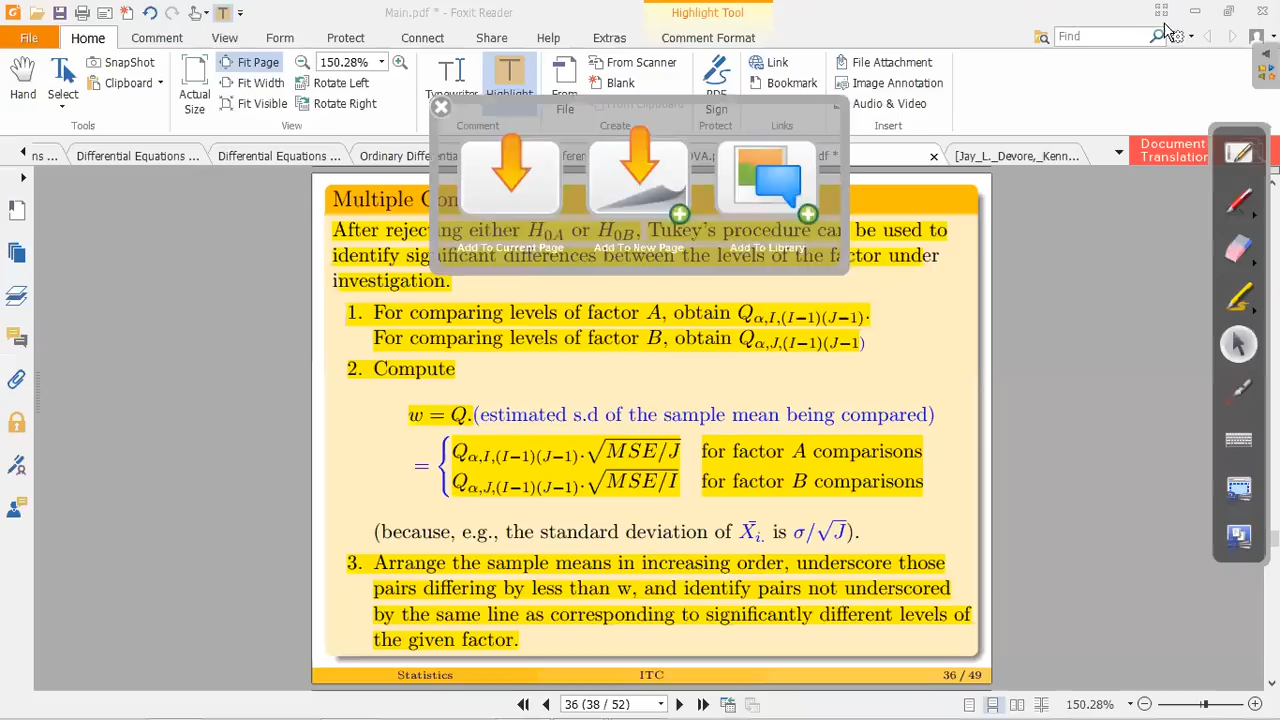 Main.pdf * - Foxit Reader
Highlight Tool
File Home Comment View Form Protect Connect Share Help Extras Comment Format
Find
Hand
Select
SnapShot
Clipboard
Tools
Actual Size
Fit Page
Fit Width
Fit Visible
150.28%
Rotate Left
Rotate Right
View
Typewriter
Highlight
Comment
From File
From Scanner
Blank
From Clipboard
Create
PDF Sign
Protect
Link
Bookmark
Links
File Attachment
Image Annotation
Audio & Video
Insert
ns ... Differential Equations ... Differential Equations ... Ordinary Differential [Jay_L._Devore,_Kenn...
Document Translation
Add To Current Page
Add To New Page
Add To Library
After rejecting either H₀A or H₀B, Tukey's procedure can be used to
identify significant differences between the levels of the factor under
investigation.
1. For comparing levels of factor A, obtain Qα,I,(I−1)(J−1).
For comparing levels of factor B, obtain Qα,J,(I−1)(J−1)
2. Compute
w = Q.(estimated s.d of the sample mean being compared)
= { Qα,I,(I−1)(J−1)·√MSE/J for factor A comparisons
Qα,J,(I−1)(J−1)·√MSE/I for factor B comparisons
(because, e.g., the standard deviation of X̄i. is σ/√J).
3. Arrange the sample means in increasing order, underscore those
pairs differing by less than w, and identify pairs not underscored
by the same line as corresponding to significantly different levels of
the given factor.
Statistics ITC 36 / 49
36 (38 / 52)
150.28%